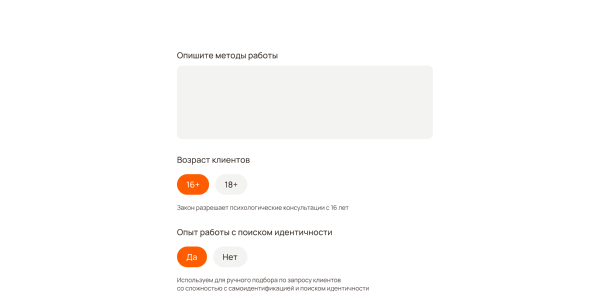 Опишите методы работы
Возраст клиентов
16+ 18+
Закон разрешает психологические консультации с 16 лет
Опыт работы с поиском идентичности
Да Нет
Используем для ручного подбора по запросу клиентов
со сложностью с самоидентификацией и поиском идентичности